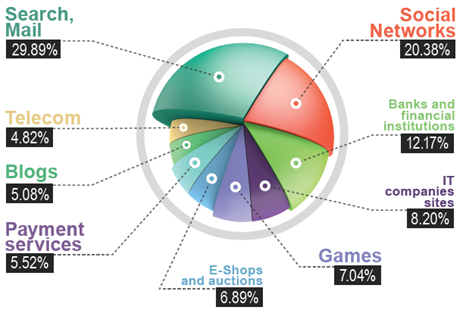 Search,
Mail
29.89%
Social
Networks
20.38%
Banks and
financial
institutions
12.17%
IT
companies
sites
8.20%
Games
7.04%
E-Shops
and auctions
6.89%
Payment
services
5.52%
Blogs
5.08%
Telecom
4.82%